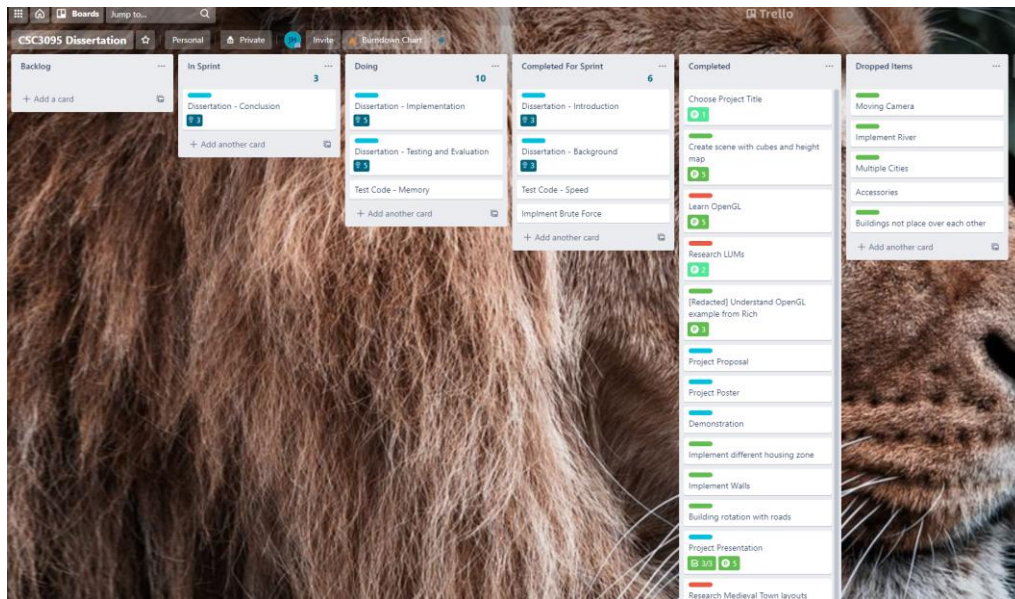 Boards
Jump to...
Trello
CSC3095 Dissertation
Personal
Private
Invite
Burndown Chart
Backlog
+ Add a card
In Sprint
3
Dissertation - Conclusion
3
+ Add another card
Doing
10
Dissertation - Implementation
5
Dissertation - Testing and Evaluation
5
Test Code - Memory
+ Add another card
Completed For Sprint
6
Dissertation - Introduction
3
Dissertation - Background
3
Test Code - Speed
Implment Brute Force
+ Add another card
Completed
Choose Project Title
P 1
Create scene with cubes and height
map
P 5
Learn OpenGL
P 5
Research LUMs
P 2
[Redacted] Understand OpenGL
example from Rich
P 3
Project Proposal
Project Poster
Demonstration
Implement different housing zone
Implement Walls
Building rotation with roads
Project Presentation
3/3 P 5
Research Medieval Town layouts
Dropped Items
Moving Camera
Implement River
Multiple Cities
Accessories
Buildings not place over each other
+ Add another card